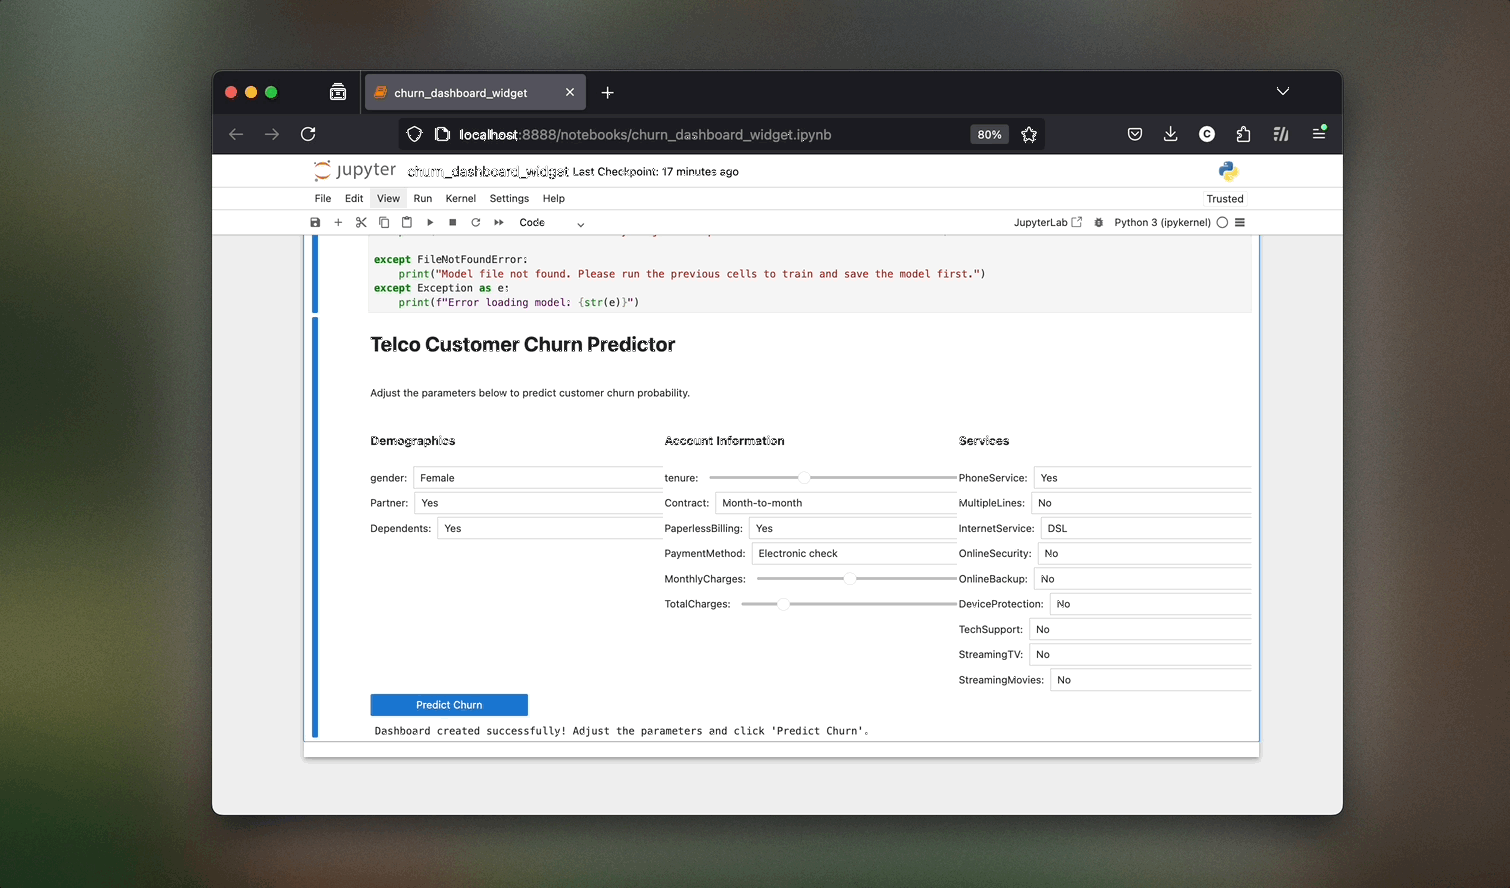 churn_dashboard_widget
localhost:8888/notebooks/churn_dashboard_widget.ipynb
80%
jupyter churn_dashboard_widget Last Checkpoint: 17 minutes ago
File Edit View Run Kernel Settings Help
Trusted
Code
JupyterLab
Python 3 (ipykernel)
except FileNotFoundError:
print("Model file not found. Please run the previous cells to train and save the model first.")
except Exception as e:
print(f"Error loading model: {str(e)}")
Telco Customer Churn Predictor
Adjust the parameters below to predict customer churn probability.
Demographics
gender: Female
Partner: Yes
Dependents: Yes
Account Information
tenure:
Contract: Month-to-month
PaperlessBilling: Yes
PaymentMethod: Electronic check
MonthlyCharges:
TotalCharges:
Services
PhoneService: Yes
MultipleLines: No
InternetService: DSL
OnlineSecurity: No
OnlineBackup: No
DeviceProtection: No
TechSupport: No
StreamingTV: No
StreamingMovies: No
Predict Churn
Dashboard created successfully! Adjust the parameters and click 'Predict Churn'.